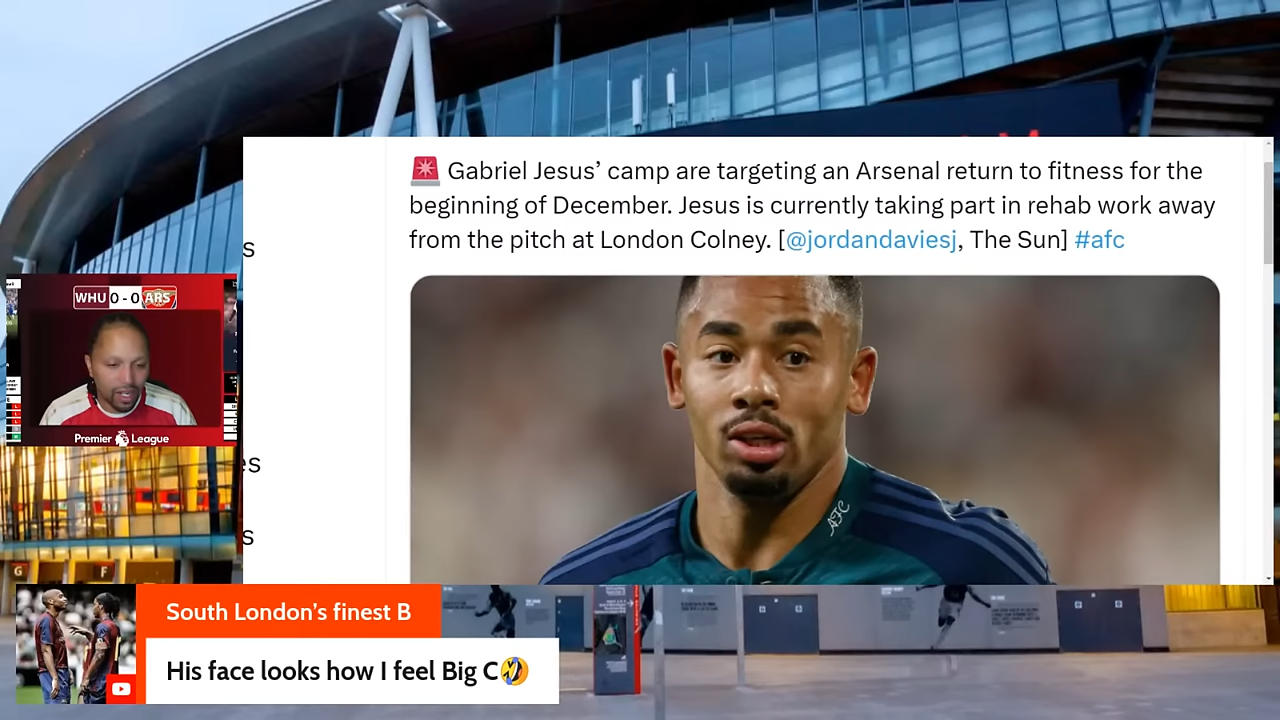 🚨 Gabriel Jesus’ camp are targeting an Arsenal return to fitness for the
beginning of December. Jesus is currently taking part in rehab work away
from the pitch at London Colney. [@jordandaviesj, The Sun] #afc
s
es
s
WHU 0 - 0 ARS
Premier League
AFC
G F
South London’s finest B
His face looks how I feel Big C🤣